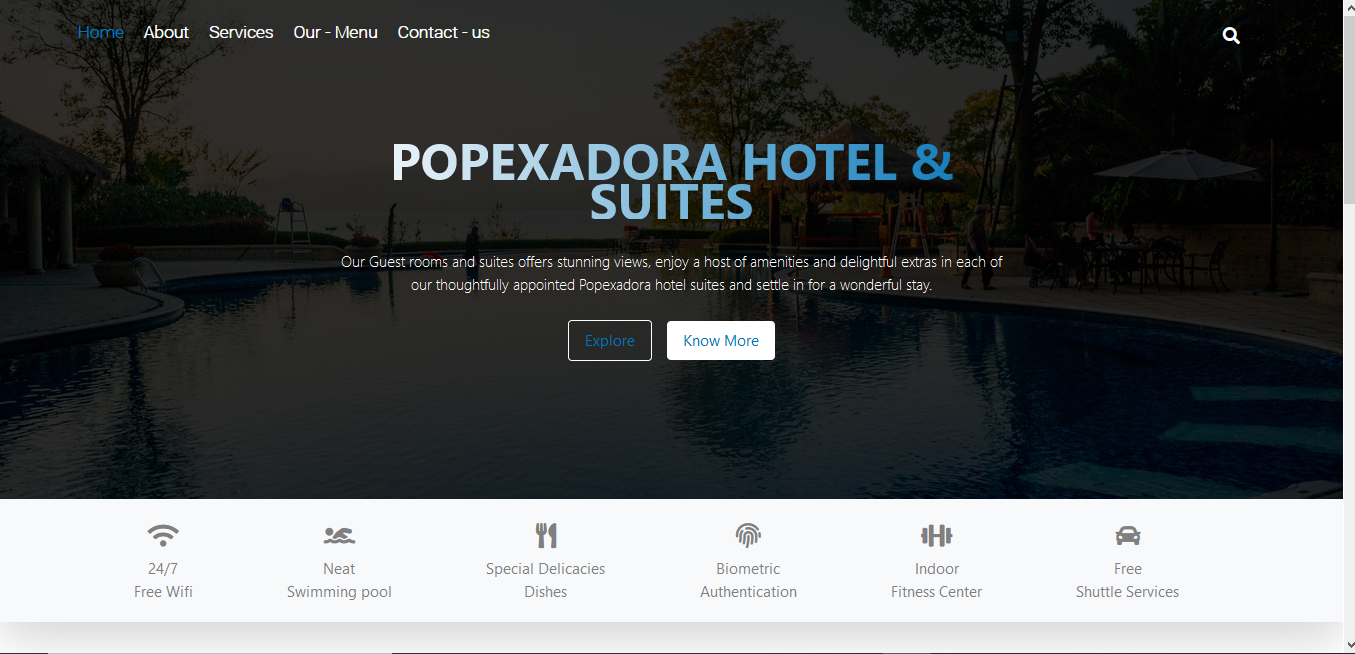 Home About Services Our - Menu Contact - us
POPEXADORA HOTEL &
SUITES
Our Guest rooms and suites offers stunning views, enjoy a host of amenities and delightful extras in each of
our thoughtfully appointed Popexadora hotel suites and settle in for a wonderful stay.
Explore Know More
24/7
Free Wifi
Neat
Swimming pool
Special Delicacies
Dishes
Biometric
Authentication
Indoor
Fitness Center
Free
Shuttle Services